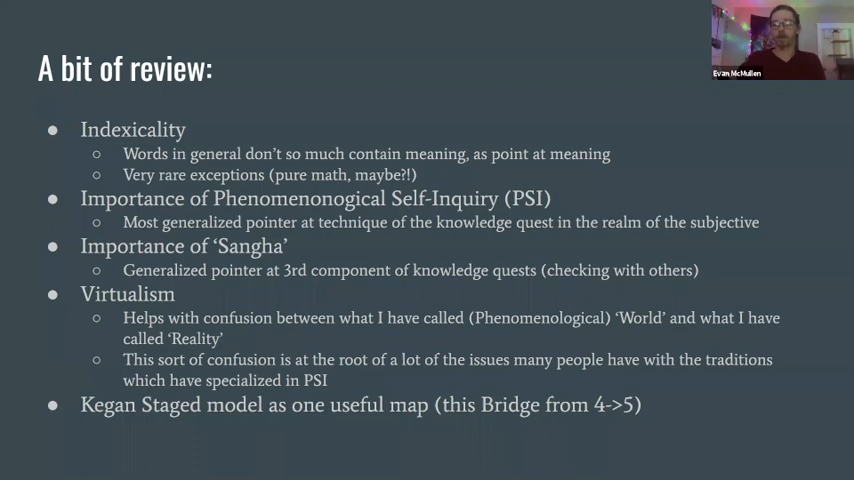 A bit of review:
Evan McMullen
● Indexicality
○ Words in general don't so much contain meaning, as point at meaning
○ Very rare exceptions (pure math, maybe?!)
● Importance of Phenomenonogical Self-Inquiry (PSI)
○ Most generalized pointer at technique of the knowledge quest in the realm of the subjective
● Importance of 'Sangha'
○ Generalized pointer at 3rd component of knowledge quests (checking with others)
● Virtualism
○ Helps with confusion between what I have called (Phenomenological) 'World' and what I have
called 'Reality'
○ This sort of confusion is at the root of a lot of the issues many people have with the traditions
which have specialized in PSI
● Kegan Staged model as one useful map (this Bridge from 4->5)